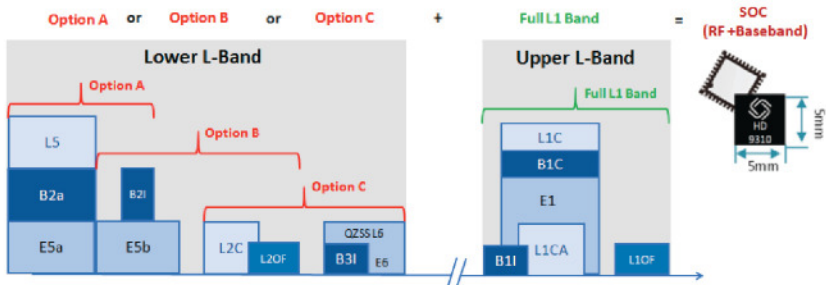 Option A or Option B or Option C + Full L1 Band = SOC
(RF +Baseband)
Lower L-Band
Upper L-Band
Option A
Full L1 Band
Option B
Option C
L5
B2a
B2I
E5a
E5b
L2C
L2OF
QZSS L6
B3I
E6
L1C
B1C
E1
L1CA
B1I
L1OF
HD
9310
5mm
5mm